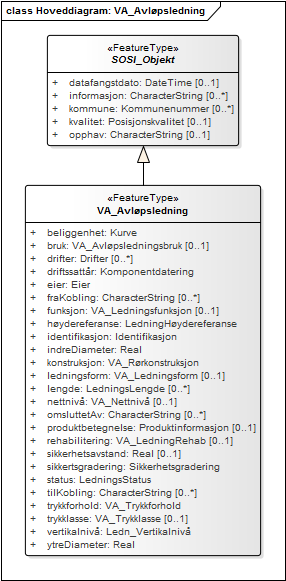 class Hoveddiagram: VA_Avløpsledning
«FeatureType»
SOSI_Objekt
+ datafangstdato: DateTime [0..1]
+ informasjon: CharacterString [0..*]
+ kommune: Kommunenummer [0..*]
+ kvalitet: Posisjonskvalitet [0..1]
+ opphav: CharacterString [0..1]
«FeatureType»
VA_Avløpsledning
+ beliggenhet: Kurve
+ bruk: VA_Avløpsledningsbruk [0..1]
+ drifter: Drifter [0..*]
+ driftssattår: Komponentdatering
+ eier: Eier
+ fraKobling: CharacterString [0..*]
+ funksjon: VA_Ledningsfunksjon [0..1]
+ høydereferanse: LedningHøydereferanse
+ identifikasjon: Identifikasjon
+ indreDiameter: Real
+ konstruksjon: VA_Rørkonstruksjon
+ ledningsform: VA_Ledningsform [0..1]
+ lengde: LedningsLengde [0..*]
+ nettnivå: VA_Nettnivå [0..1]
+ omsluttetAv: CharacterString [0..*]
+ produktbetegnelse: Produktinformasjon [0..1]
+ rehabilitering: VA_LedningRehab [0..1]
+ sikkerhetsavstand: Real [0..1]
+ sikkertsgradering: Sikkerhetsgradering
+ status: LedningsStatus
+ tilKobling: CharacterString [0..*]
+ trykkforhold: VA_Trykkforhold
+ trykklasse: VA_Trykklasse [0..1]
+ vertikalnivå: Ledn_VertikalNivå
+ ytreDiameter: Real